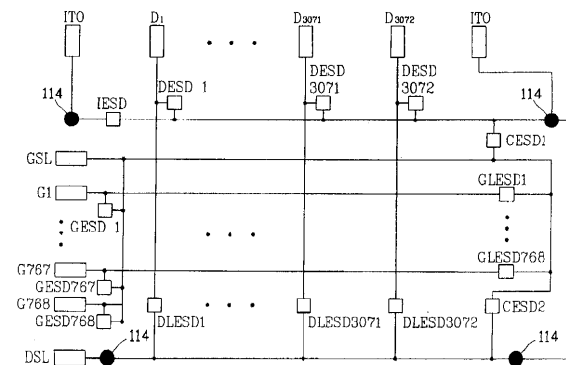 ITO D1 D3071 D3072 ITO
DESD 1 DESD 3071 DESD 3072
114 IESD 114
GSL CESD1
G1 GLESD1
GESD 1
G767 GLESD768
GESD767
G768 CESD2
GESD768 DLESD1 DLESD3071 DLESD3072
114 114
DSL